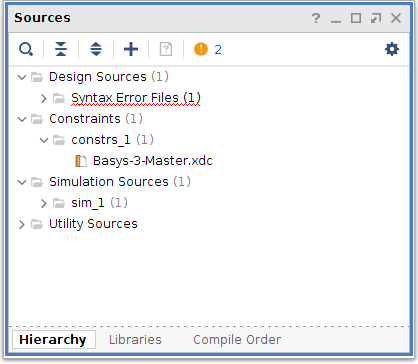 Sources
2
Design Sources (1)
Syntax Error Files (1)
Constraints (1)
constrs_1 (1)
Basys-3-Master.xdc
Simulation Sources (1)
sim_1 (1)
Utility Sources
Hierarchy Libraries Compile Order